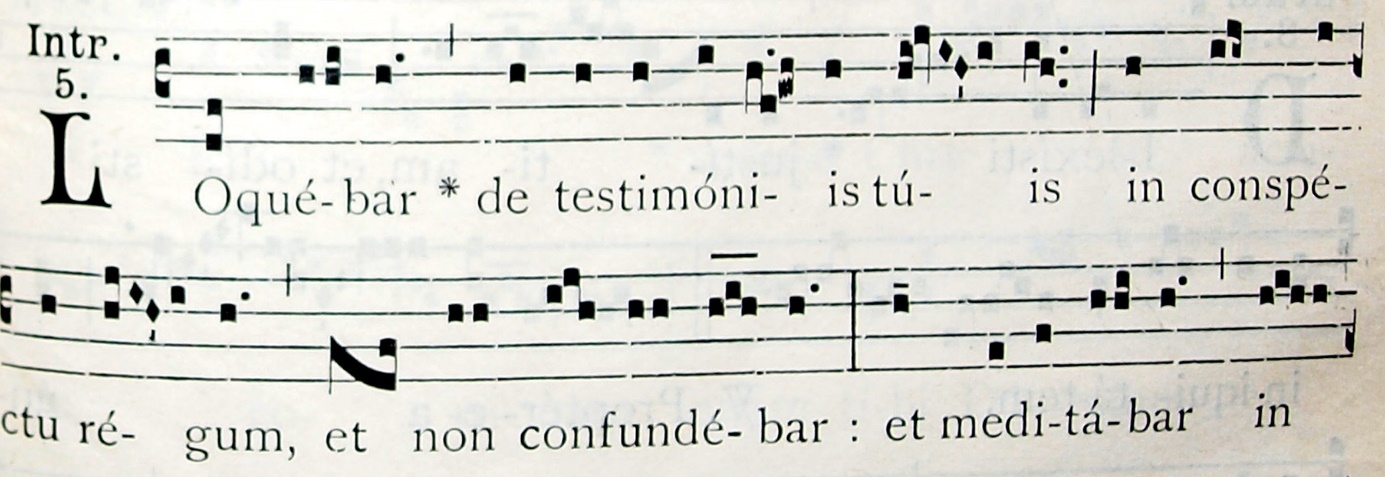 Intr.
5.
LOqué-bar * de testimóni- is tú- is in conspé-
ctu ré- gum, et non confundé-bar : et medi-tá-bar in